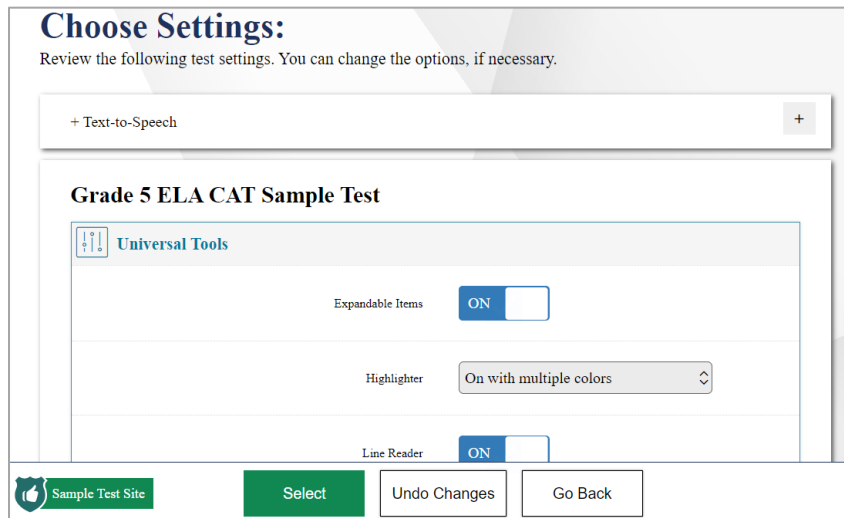 Choose Settings:
Review the following test settings. You can change the options, if necessary.
+ Text-to-Speech +
Grade 5 ELA CAT Sample Test
Universal Tools
Expandable Items ON
Highlighter On with multiple colors
Line Reader ON
Sample Test Site Select Undo Changes Go Back